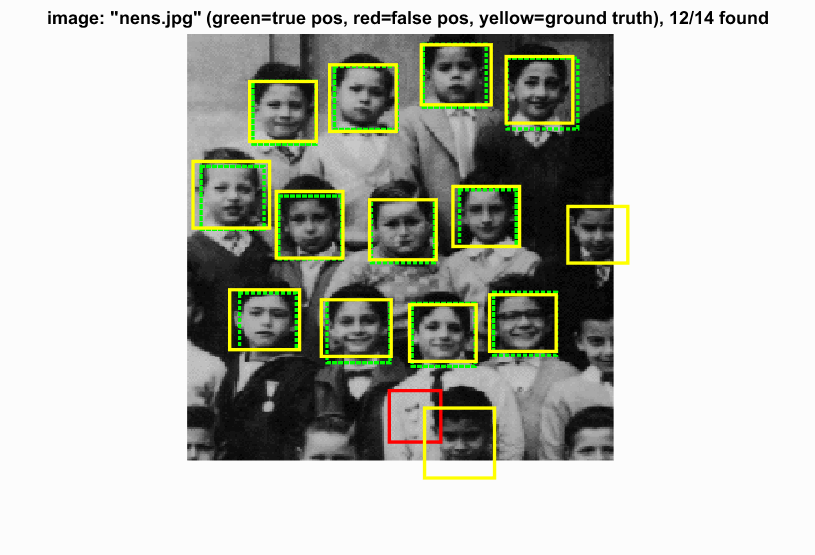 image: "nens.jpg" (green=true pos, red=false pos, yellow=ground truth), 12/14 found